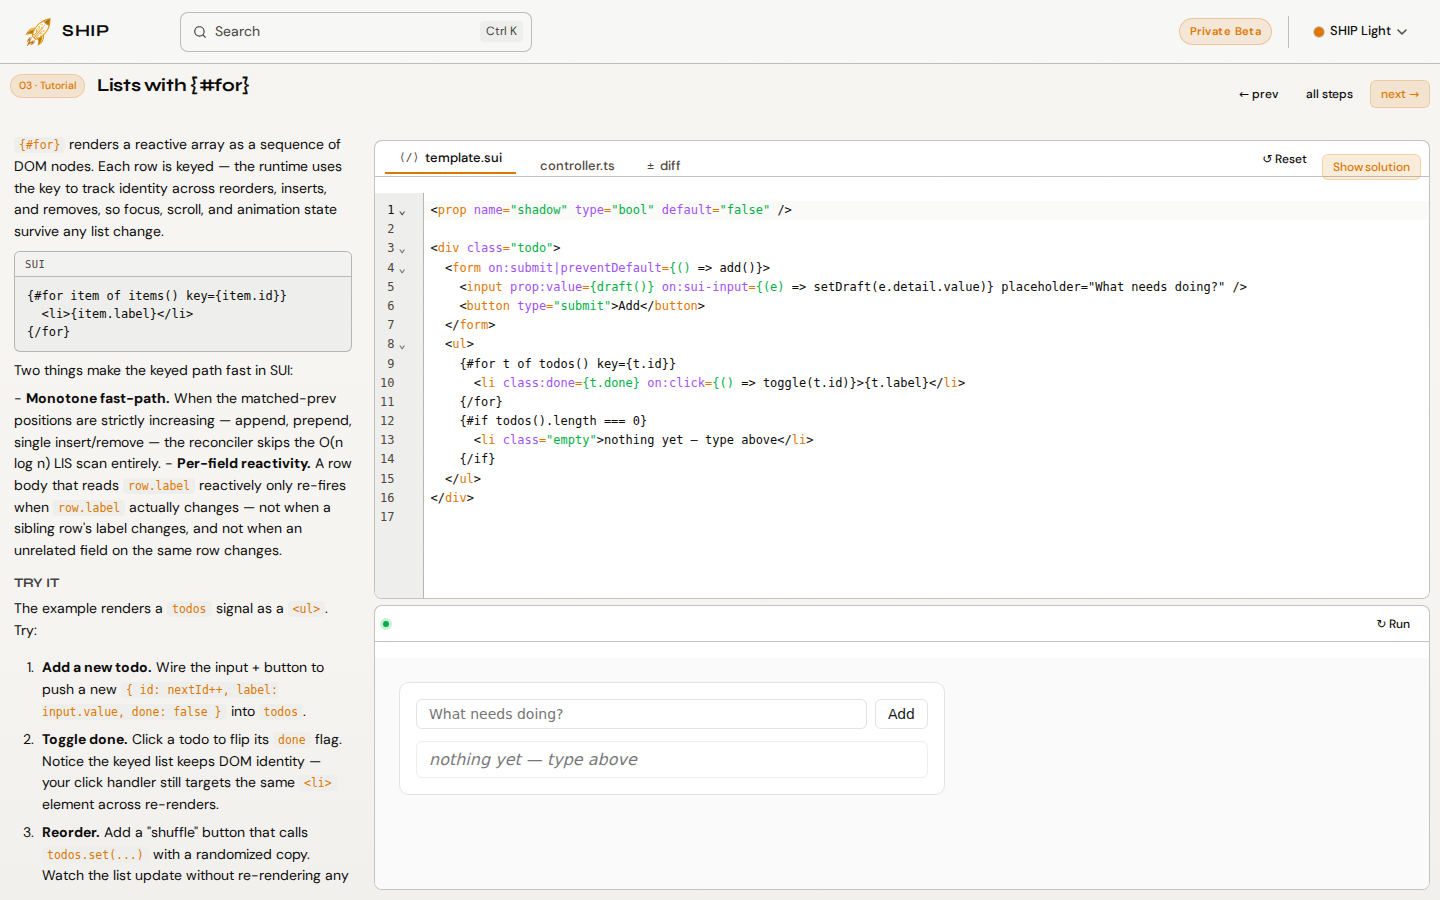 SHIP
Search
Ctrl K
Private Beta
SHIP Light
03 · Tutorial
Lists with {#for}
← prev
all steps
next →
{#for} renders a reactive array as a sequence of
DOM nodes. Each row is keyed — the runtime uses
the key to track identity across reorders, inserts,
and removes, so focus, scroll, and animation state
survive any list change.
SUI
{#for item of items() key={item.id}}
<li>{item.label}</li>
{/for}
Two things make the keyed path fast in SUI:
- Monotone fast-path. When the matched-prev
positions are strictly increasing — append, prepend,
single insert/remove — the reconciler skips the O(n
log n) LIS scan entirely. - Per-field reactivity. A row
body that reads row.label reactively only re-fires
when row.label actually changes — not when a
sibling row's label changes, and not when an
unrelated field on the same row changes.
TRY IT
The example renders a todos signal as a <ul>.
Try:
1. Add a new todo. Wire the input + button to
push a new { id: nextId++, label:
input.value, done: false } into todos.
2. Toggle done. Click a todo to flip its done flag.
Notice the keyed list keeps DOM identity —
your click handler still targets the same <li>
element across re-renders.
3. Reorder. Add a "shuffle" button that calls
todos.set(...) with a randomized copy.
Watch the list update without re-rendering any
⟨/⟩ template.sui
controller.ts
± diff
↺ Reset
Show solution
1 <prop name="shadow" type="bool" default="false" />
2
3 <div class="todo">
4 <form on:submit|preventDefault={() => add()}>
5 <input prop:value={draft()} on:sui-input={(e) => setDraft(e.detail.value)} placeholder="What needs doing?" />
6 <button type="submit">Add</button>
7 </form>
8 <ul>
9 {#for t of todos() key={t.id}}
10 <li class:done={t.done} on:click={() => toggle(t.id)}>{t.label}</li>
11 {/for}
12 {#if todos().length === 0}
13 <li class="empty">nothing yet — type above</li>
14 {/if}
15 </ul>
16 </div>
17
↻ Run
What needs doing?
Add
nothing yet — type above